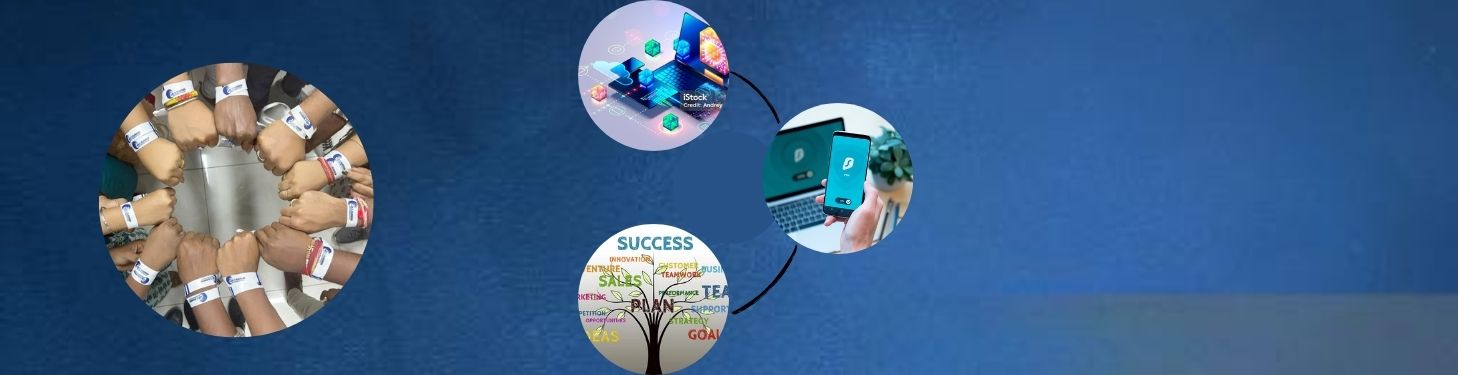 iStock
Credit: Andrey
SUCCESS
INNOVATION
ENTURE
CUSTOMER
BUSI
SALES
TEAMWORK
RKETING
PERFORMANCE
TEA
PLAN
PETITION
SUPPORT
OPPORTUNITIES
STRATEGY
DEAS
GOAL